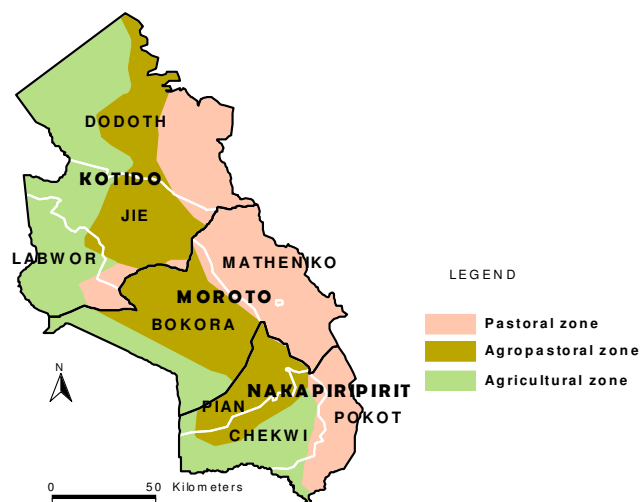 DODOTH
KOTIDO
JIE
LABWOR
MATHENIKO
LEGEND
MOROTO
BOKORA
Pastoral zone
Agropastoral zone
Agricultural zone
N
NAKAPIRIPIRIT
PIAN
POKOT
CHEKWI
0 50 Kilometers